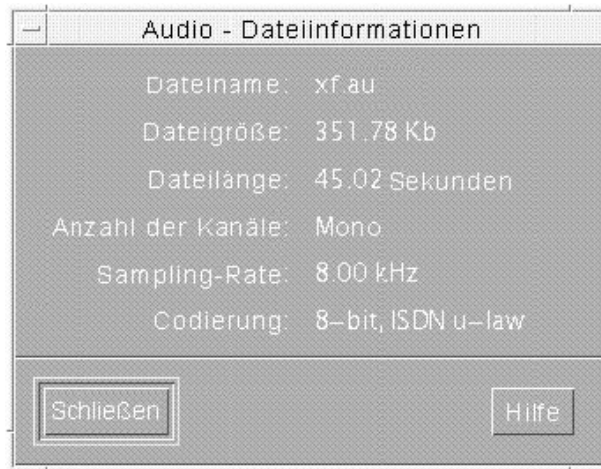 Audio - Dateiinformationen
Dateiname: xf.au
Dateigröße: 351.78 Kb
Dateilänge: 45.02 Sekunden
Anzahl der Kanäle: Mono
Sampling-Rate: 8.00 kHz
Codierung: 8-bit, ISDN u-law
Schließen Hilfe